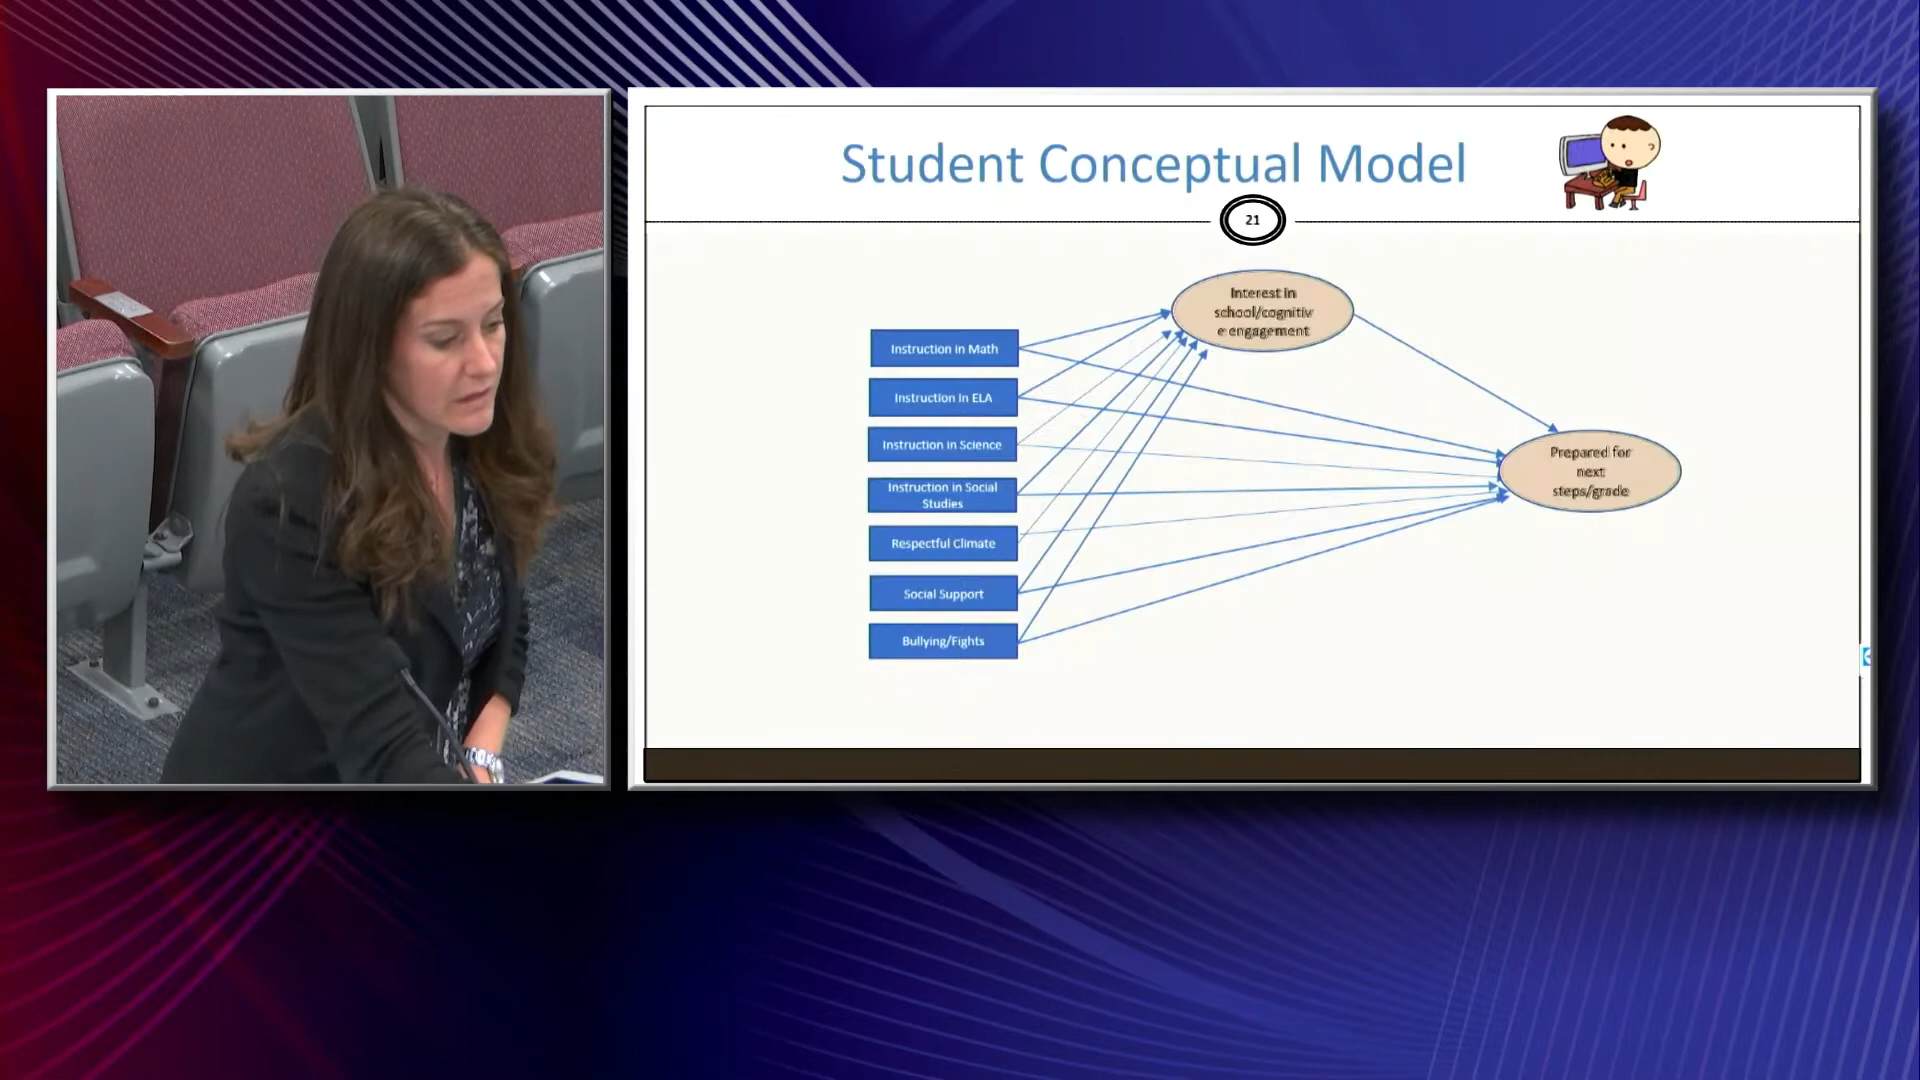 Student Conceptual Model
21
Interest in
school/cognitiv
e engagement
Instruction in Math
Instruction in ELA
Instruction in Science
Instruction in Social
Studies
Respectful Climate
Social Support
Bullying/Fights
Prepared for
next
steps/grade